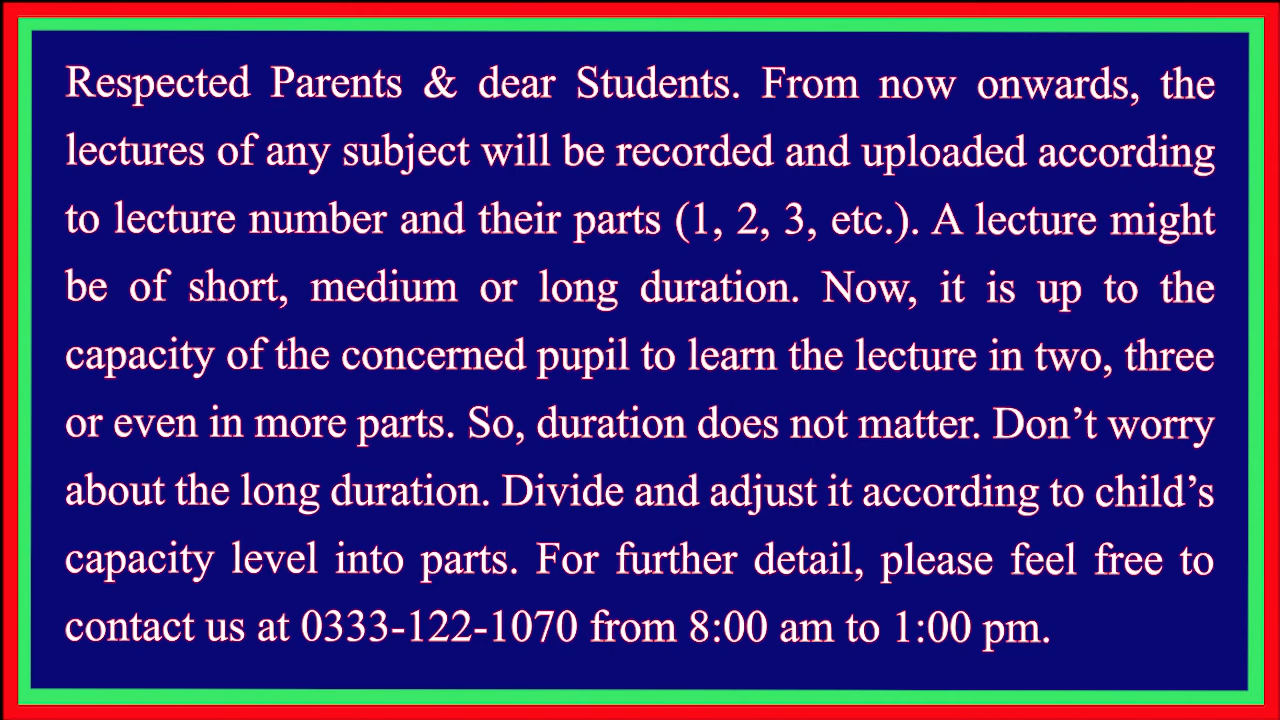 Respected Parents & dear Students. From now onwards, the
lectures of any subject will be recorded and uploaded according
to lecture number and their parts (1, 2, 3, etc.). A lecture might
be of short, medium or long duration. Now, it is up to the
capacity of the concerned pupil to learn the lecture in two, three
or even in more parts. So, duration does not matter. Don’t worry
about the long duration. Divide and adjust it according to child’s
capacity level into parts. For further detail, please feel free to
contact us at 0333-122-1070 from 8:00 am to 1:00 pm.